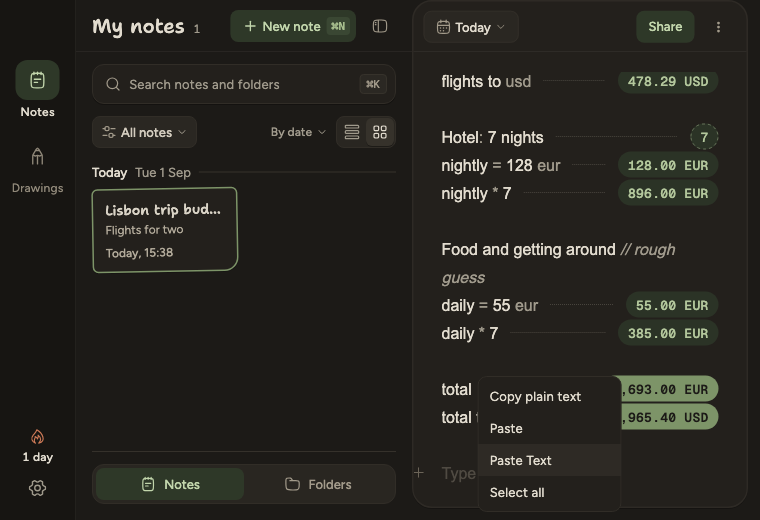 My notes 1
New note ⌘N
Search notes and folders ⌘K
All notes
By date
Today Tue 1 Sep
Lisbon trip bud...
Flights for two
Today, 15:38
Notes
Drawings
1 day
Notes
Folders
Today
Share
flights to usd 478.29 USD
Hotel: 7 nights 7
nightly = 128 eur 128.00 EUR
nightly * 7 896.00 EUR
Food and getting around // rough
guess
daily = 55 eur 55.00 EUR
daily * 7 385.00 EUR
total ,693.00 EUR
total ,965.40 USD
Type
Copy plain text
Paste
Paste Text
Select all